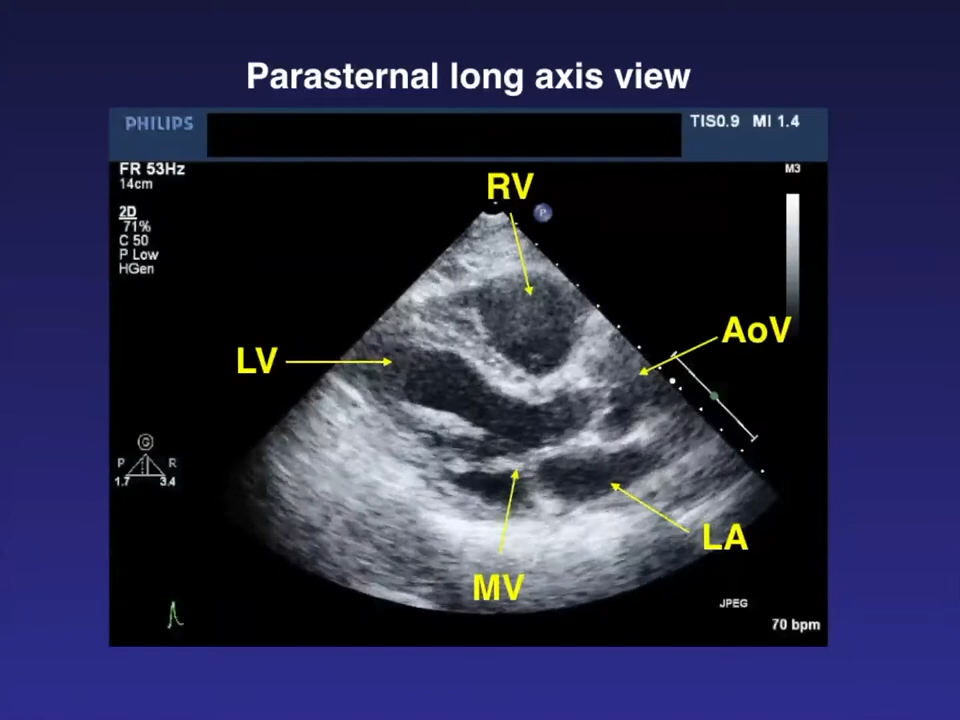 Parasternal long axis view
PHILIPS
TIS0.9 MI 1.4
FR 53Hz
14cm
M3
2D
71%
C 50
P Low
HGen
RV
P
AoV
LV
G
P R
1.7 3.4
LA
MV
JPEG
70 bpm